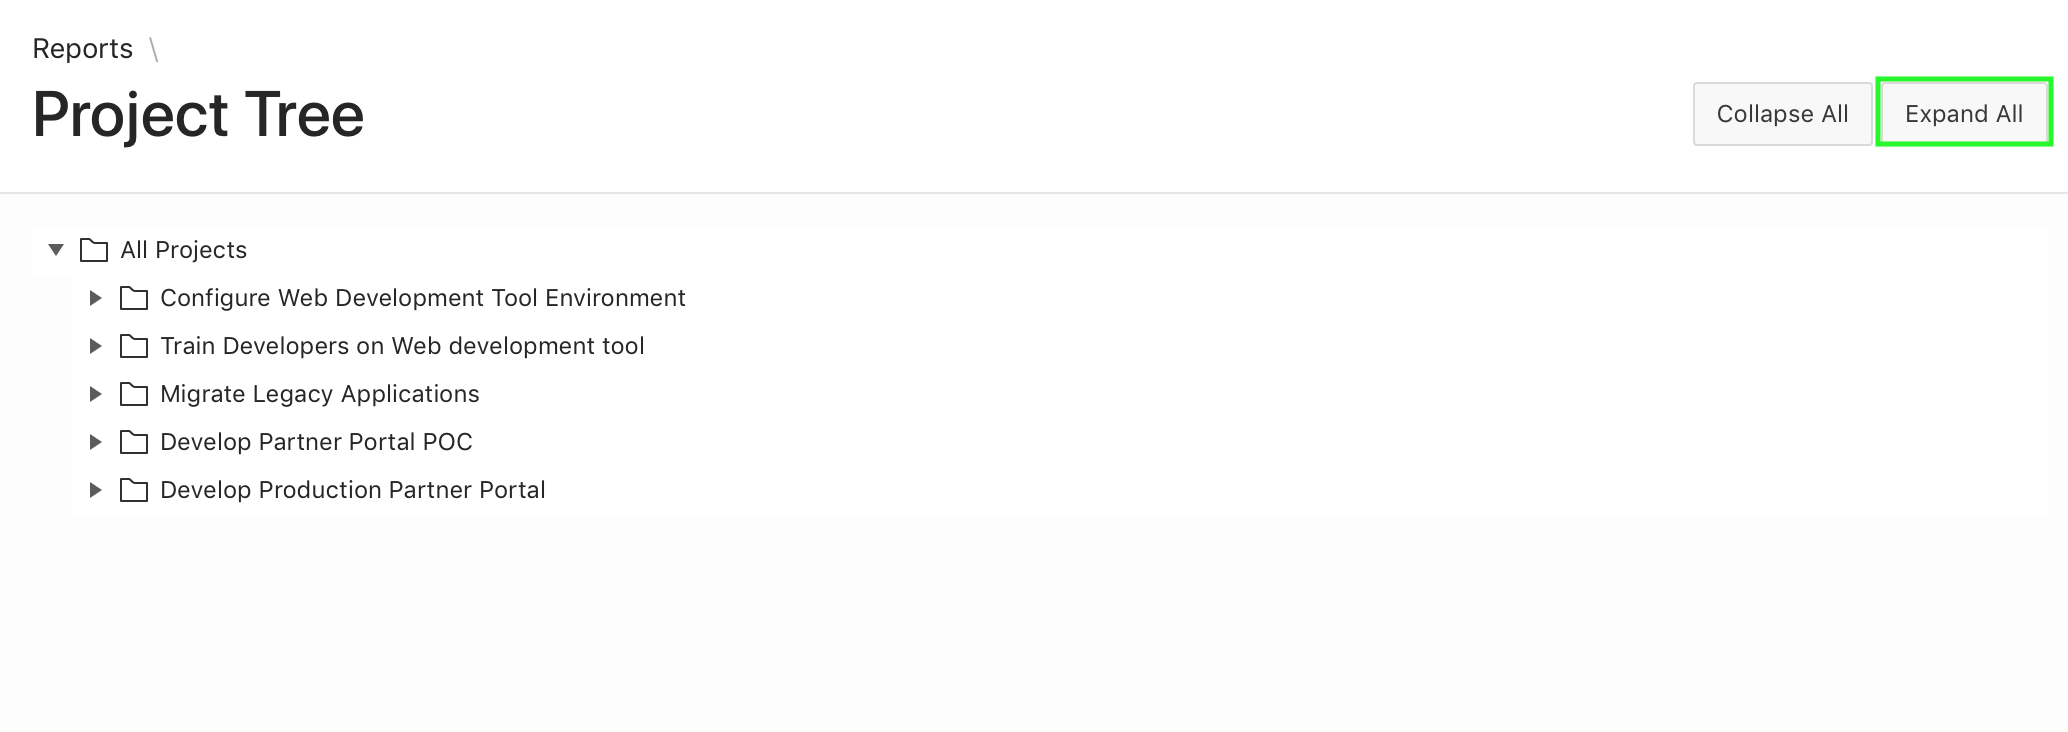 Reports \
Project Tree
Collapse All
Expand All
All Projects
Configure Web Development Tool Environment
Train Developers on Web development tool
Migrate Legacy Applications
Develop Partner Portal POC
Develop Production Partner Portal